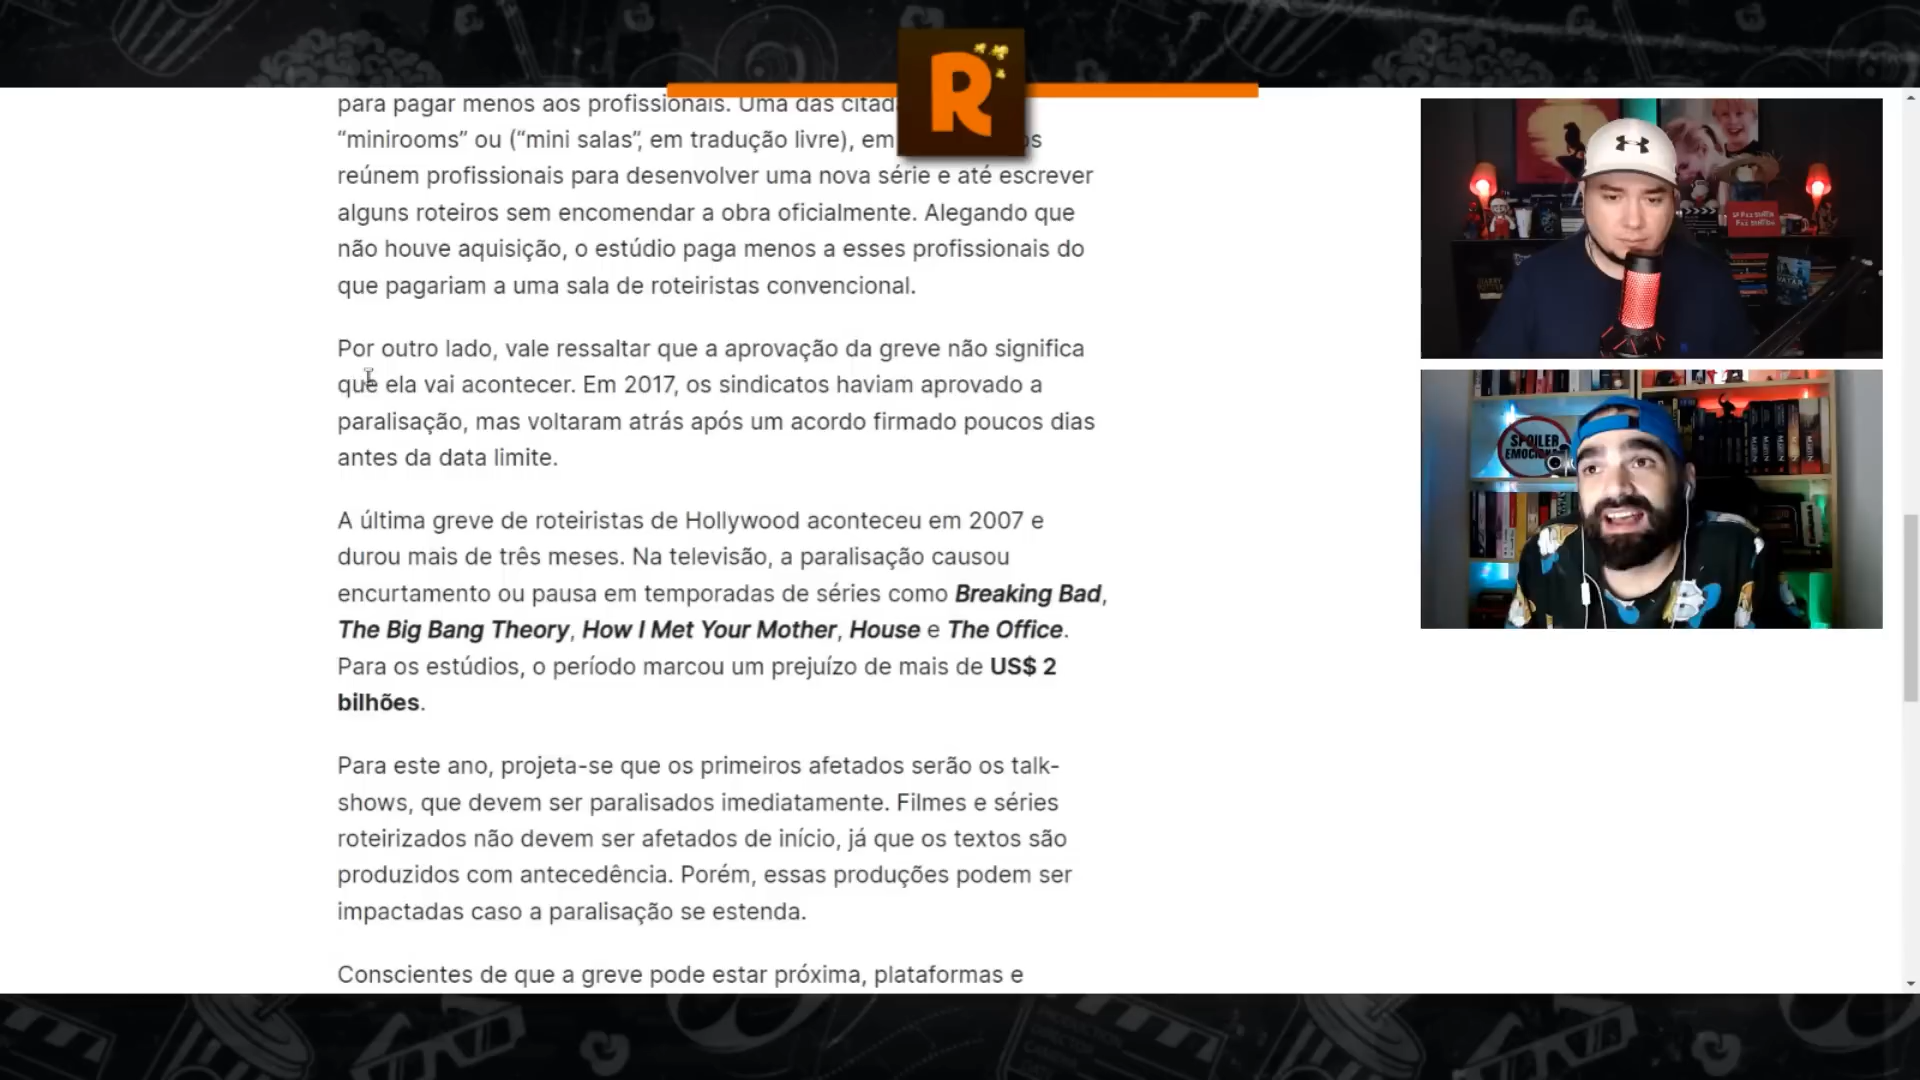 R
para pagar menos aos profissionais. Uma das
“minirooms” ou (“mini salas”, em tradução livre), em
reúnem profissionais para desenvolver uma nova série e até escrever
alguns roteiros sem encomendar a obra oficialmente. Alegando que
não houve aquisição, o estúdio paga menos a esses profissionais do
que pagariam a uma sala de roteiristas convencional.
Por outro lado, vale ressaltar que a aprovação da greve não significa
que ela vai acontecer. Em 2017, os sindicatos haviam aprovado a
paralisação, mas voltaram atrás após um acordo firmado poucos dias
antes da data limite.
A última greve de roteiristas de Hollywood aconteceu em 2007 e
durou mais de três meses. Na televisão, a paralisação causou
encurtamento ou pausa em temporadas de séries como Breaking Bad,
The Big Bang Theory, How I Met Your Mother, House e The Office.
Para os estúdios, o período marcou um prejuízo de mais de US$ 2
bilhões.
Para este ano, projeta-se que os primeiros afetados serão os talk-
shows, que devem ser paralisados imediatamente. Filmes e séries
roteirizados não devem ser afetados de início, já que os textos são
produzidos com antecedência. Porém, essas produções podem ser
impactadas caso a paralisação se estenda.
Conscientes de que a greve pode estar próxima, plataformas e
SPOILER